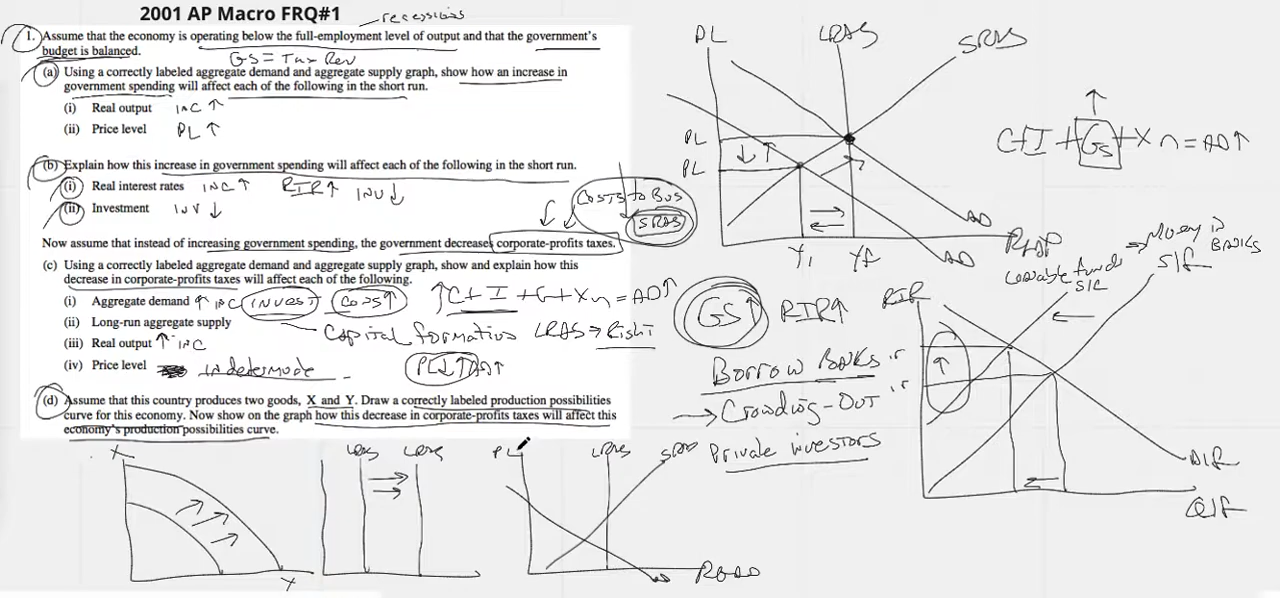 2001 AP Macro FRQ#1
1. Assume that the economy is operating below the full-employment level of output and that the government's
budget is balanced.
GS = Tax Rev
(a) Using a correctly labeled aggregate demand and aggregate supply graph, show how an increase in
government spending will affect each of the following in the short run.
(i) Real output INC ↑
(ii) Price level PL ↑
(b) Explain how this increase in government spending will affect each of the following in the short run.
(i) Real interest rates INC ↑ RIR ↑ INV ↓
(ii) Investment INV ↓
Costs to Bus
SRAS
Now assume that instead of increasing government spending, the government decreases corporate-profits taxes.
(c) Using a correctly labeled aggregate demand and aggregate supply graph, show and explain how this
decrease in corporate-profits taxes will affect each of the following.
(i) Aggregate demand ↑ INC INVEST CONS ↑ ↑C+I+G+Xn=AD↑
(ii) Long-run aggregate supply Capital formation LRAS ⇒ Right
(iii) Real output ↑ INC
(iv) Price level PL↓ ↑AD↑
(d) Assume that this country produces two goods, X and Y. Draw a correctly labeled production possibilities
curve for this economy. Now show on the graph how this decrease in corporate-profits taxes will affect this
economy's production possibilities curve.
PL LRAS SRAS
PL
PL
AD
AD
Y1 Yf
↑
C+I+Gs+Xn=AD↑
Loanable funds ⇒ Money in
BANKS
S/LF
RIR
GS↑ RIR↑
Borrow BANKS
→ Crowding-OUT
Private investors
D/LF
Q/LF
X
Y
LRAS LRAS
PL LRAS SRAS